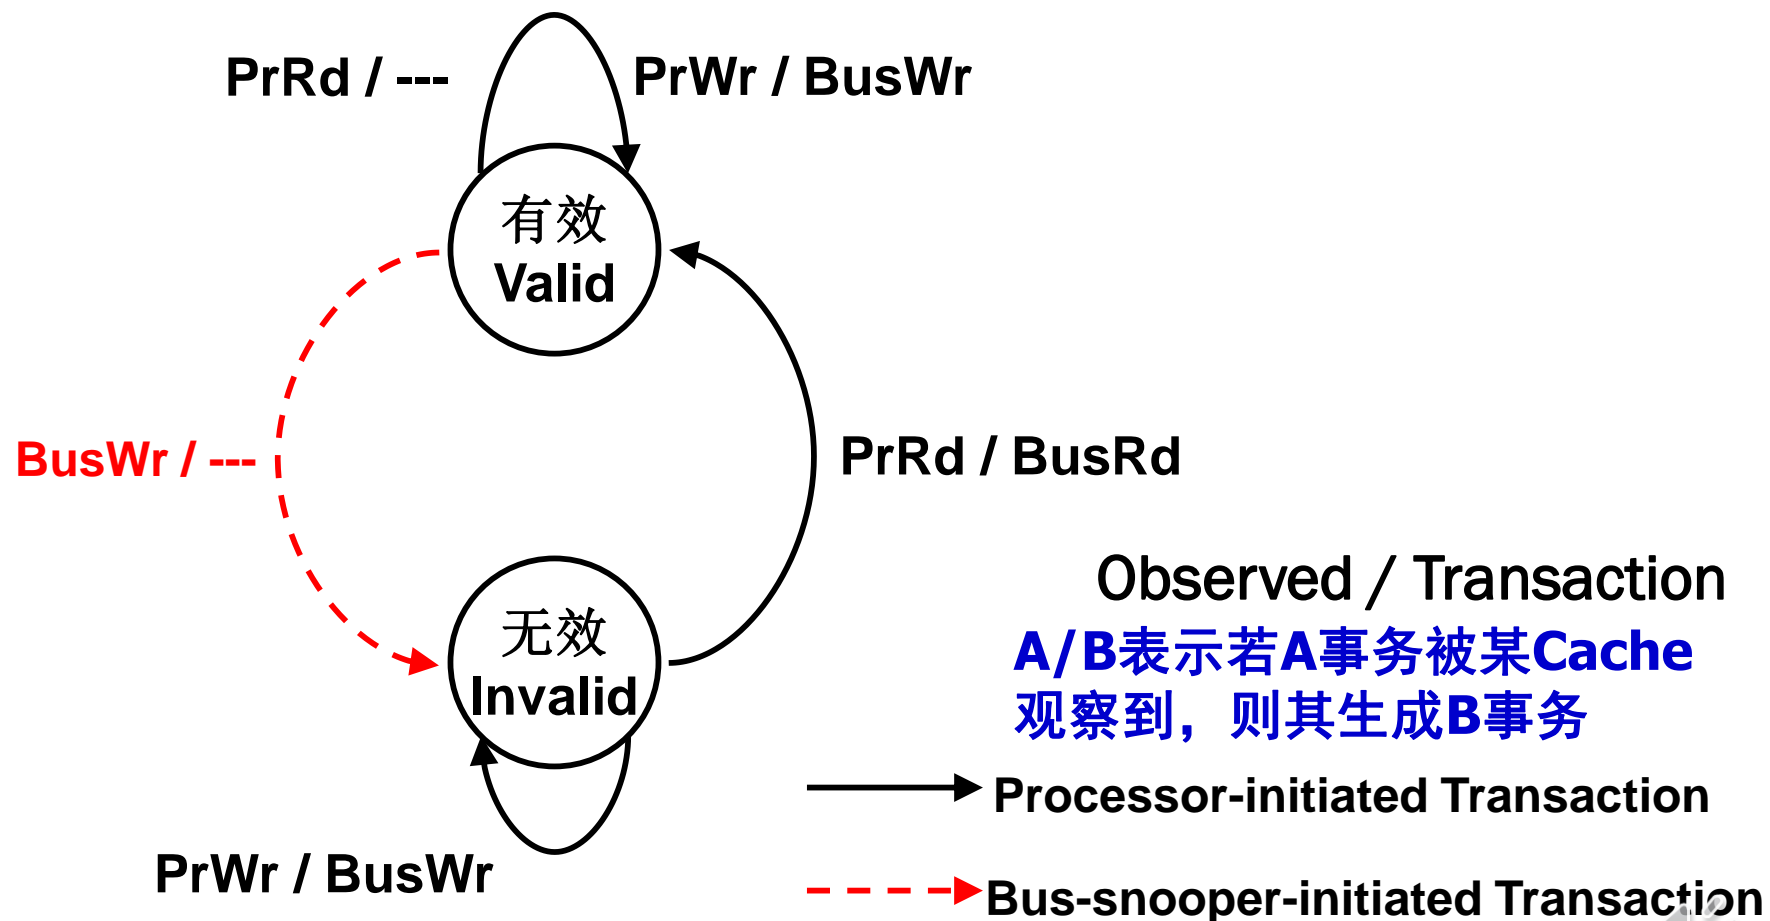 PrRd / ---
PrWr / BusWr
有效
Valid
BusWr / ---
PrRd / BusRd
无效
Invalid
PrWr / BusWr
Observed / Transaction
A/B表示若A事务被某Cache
观察到，则其生成B事务
Processor-initiated Transaction
Bus-snooper-initiated Transaction